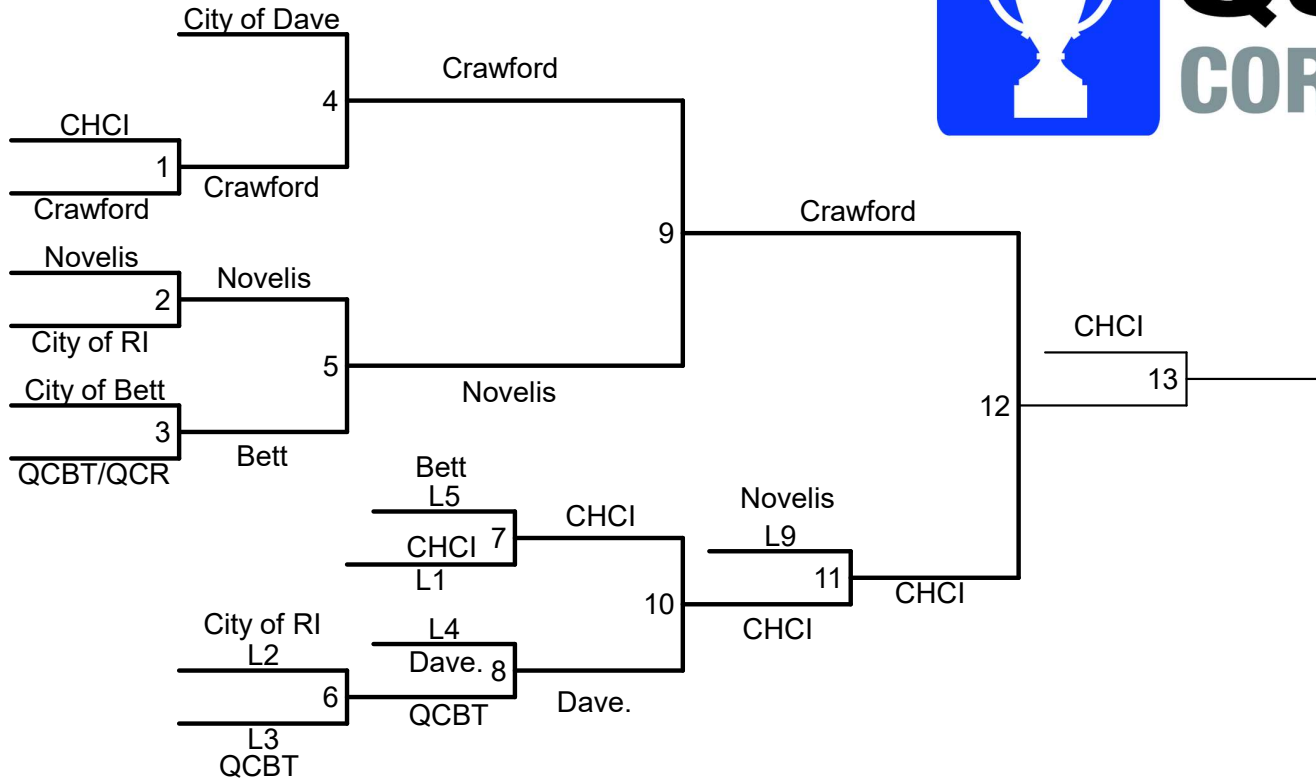 City of Dave
4
Crawford
CHCI
1
Crawford
Crawford
9
Crawford
Novelis
Novelis
2
City of RI
5
Novelis
City of Bett
3
Bett
QCBT/QCR
CHCI
13
12
Bett
L5
CHCI
7
CHCI
L1
Novelis
L9
11
CHCI
10
CHCI
City of RI
L2
L4
Dave.
8
Dave.
6
QCBT
L3
QCBT
COR